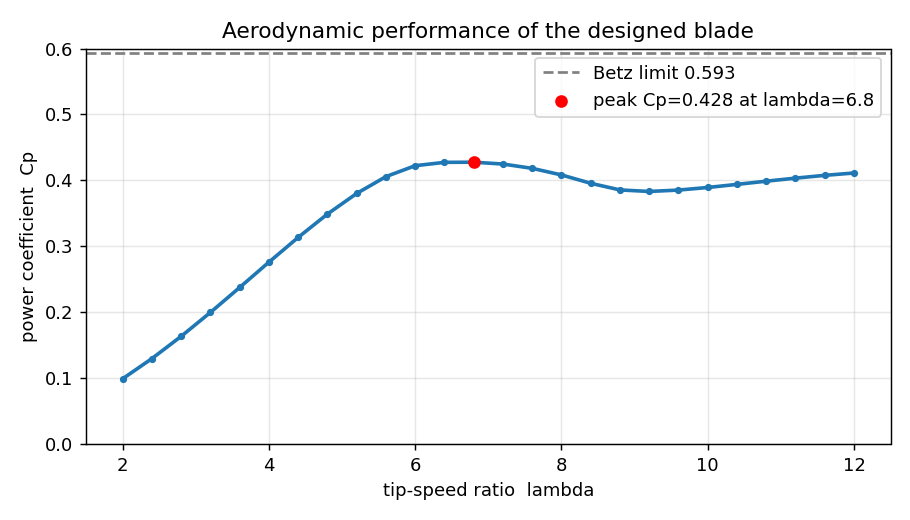 Aerodynamic performance of the designed blade
Betz limit 0.593
peak Cp=0.428 at lambda=6.8
power coefficient  Cp
0.6
0.5
0.4
0.3
0.2
0.1
0.0
2 4 6 8 10 12
tip-speed ratio  lambda